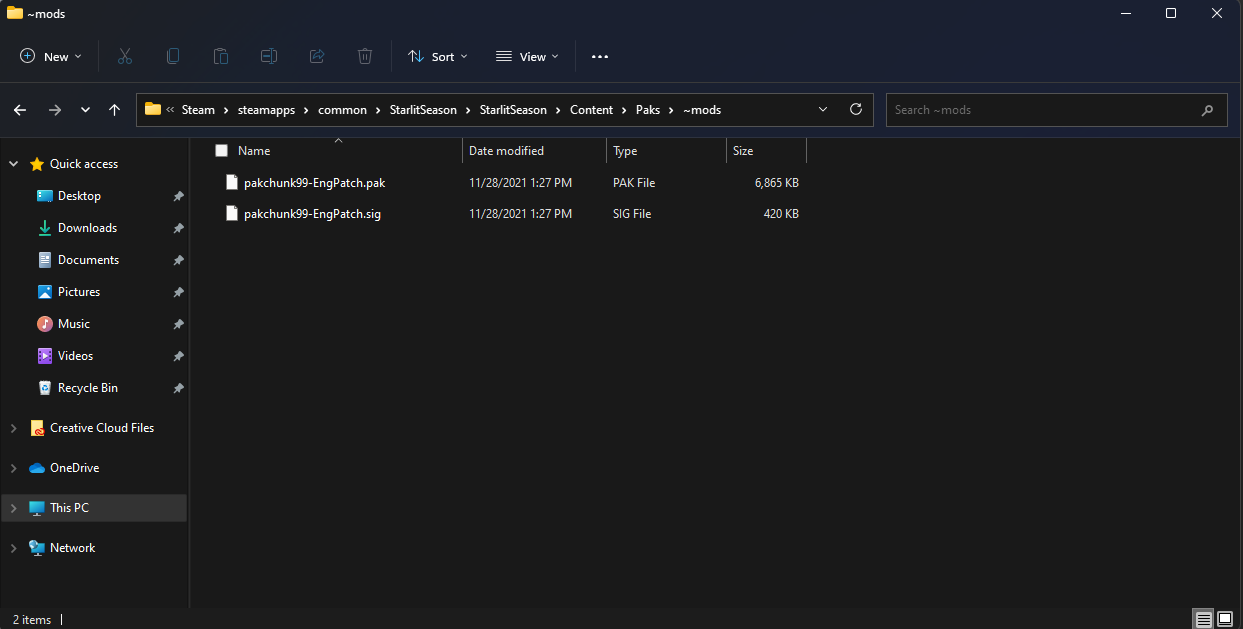 ~mods
New Sort View
« Steam > steamapps > common > StarlitSeason > StarlitSeason > Content > Paks > ~mods
Search ~mods
Name Date modified Type Size
pakchunk99-EngPatch.pak 11/28/2021 1:27 PM PAK File 6,865 KB
pakchunk99-EngPatch.sig 11/28/2021 1:27 PM SIG File 420 KB
Quick access
Desktop
Downloads
Documents
Pictures
Music
Videos
Recycle Bin
Creative Cloud Files
OneDrive
This PC
Network
2 items